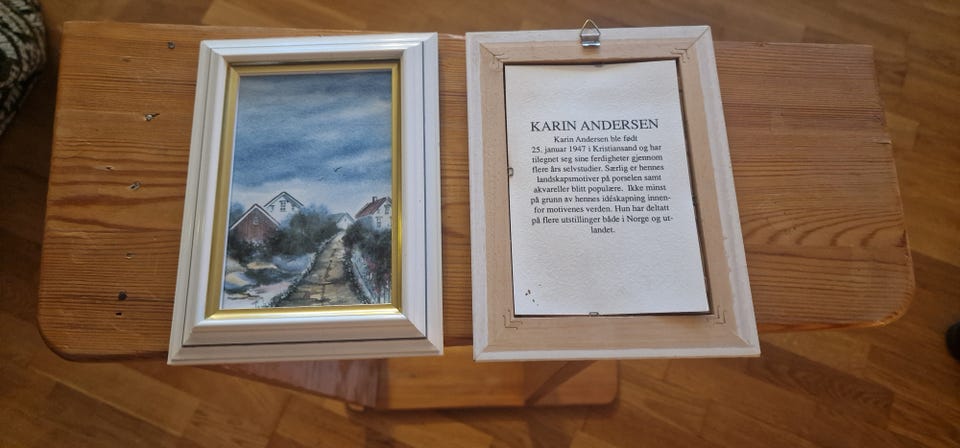 KARIN ANDERSEN
Karin Andersen ble født
25. januar 1947 i Kristiansand og har
tilegnet seg sine ferdigheter gjennom
flere års selvstudier. Særlig er hennes
landskapsmotiver på porselen samt
akvareller blitt populære. Ikke minst
på grunn av hennes idéskapning innen-
for motivenes verden. Hun har deltatt
på flere utstillinger både i Norge og ut-
landet.